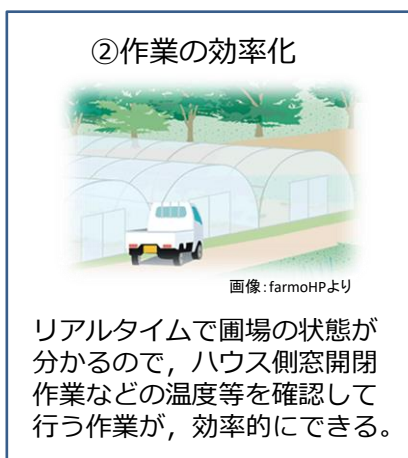 ②作業の効率化
画像：farmoHPより
リアルタイムで圃場の状態が
分かるので，ハウス側窓開閉
作業などの温度等を確認して
行う作業が，効率的にできる。